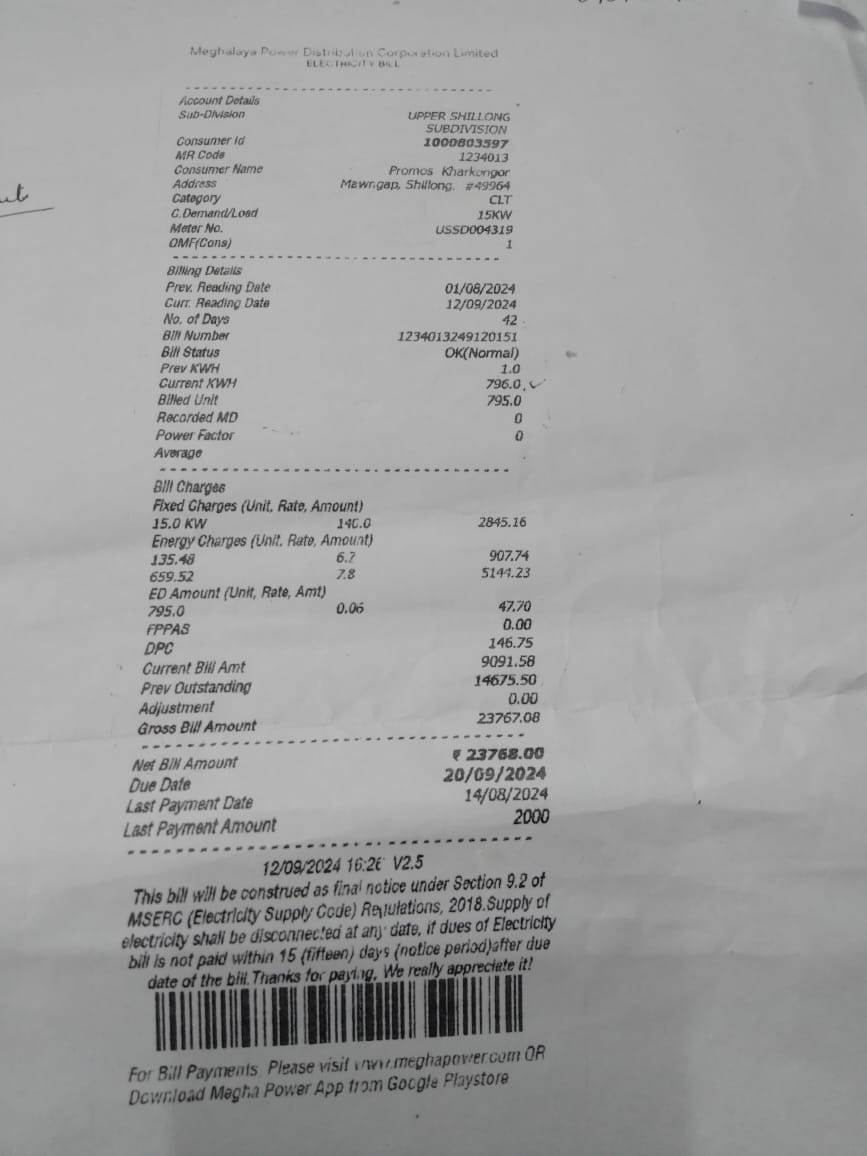 Meghalaya Power Distribution Corporation Limited
ELECTRICITY BILL
Account Details
Sub-Division UPPER SHILLONG
SUBDIVISION
Consumer Id 1000803597
MR Code 1234013
Consumer Name Promos Kharkongor
Address Mawngap, Shillong. #49964
Category CLT
C.Demand/Load 15KW
Meter No. USSD004319
OMF(Cons) 1
Billing Details
Prev. Reading Date 01/08/2024
Curr. Reading Date 12/09/2024
No. of Days 42
Bill Number 1234013249120151
Bill Status OK(Normal)
Prev KWH 1.0
Current KWH 796.0
Billed Unit 795.0
Recorded MD 0
Power Factor 0
Average
Bill Charges
Fixed Charges (Unit, Rate, Amount)
15.0 KW 140.0 2845.16
Energy Charges (Unit, Rate, Amount)
135.48 6.7 907.74
659.52 7.8 5144.23
ED Amount (Unit, Rate, Amt)
795.0 0.06 47.70
FPPAS 0.00
DPC 146.75
Current Bill Amt 9091.58
Prev Outstanding 14675.50
Adjustment 0.00
Gross Bill Amount 23767.08
Net Bill Amount ₹ 23768.00
Due Date 20/09/2024
Last Payment Date 14/08/2024
Last Payment Amount 2000
12/09/2024 V2.5
This bill will be construed as final notice under Section 9.2 of
MSERC (Electricity Supply Code) Regulations, 2018.Supply of
electricity shall be disconnected at any date, if dues of Electricity
bill is not paid within 15 (fifteen) days (notice period)after due
date of the bill.Thanks for paying. We really appreciate it!
For Bill Payments, Please visit www.meghapower.com OR
Download Megha Power App from Google Playstore